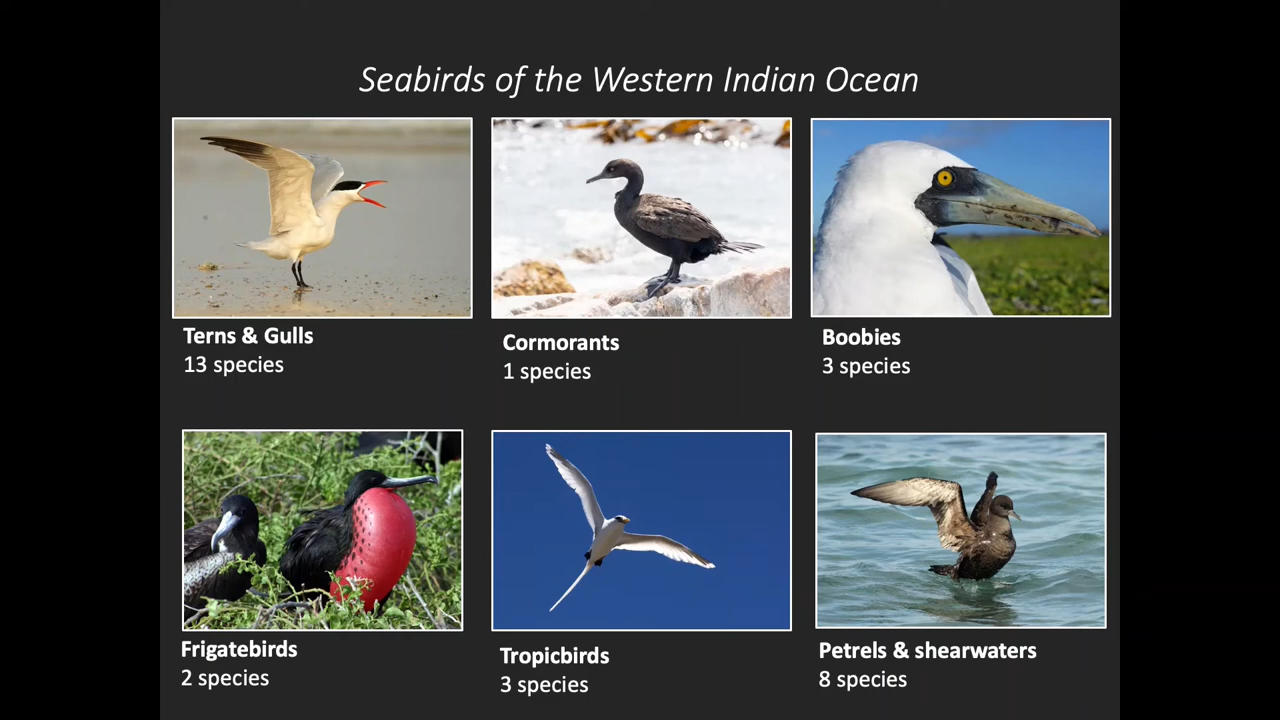 Seabirds of the Western Indian Ocean
Terns & Gulls
13 species
Cormorants
1 species
Boobies
3 species
Frigatebirds
2 species
Tropicbirds
3 species
Petrels & shearwaters
8 species